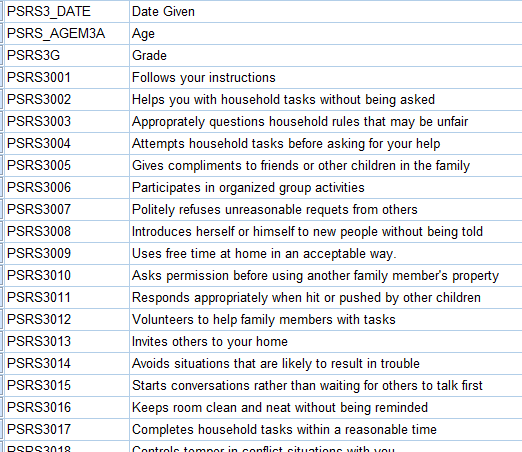 PSRS3_DATE Date Given
PSRS_AGEM3A Age
PSRS3G Grade
PSRS3001 Follows your instructions
PSRS3002 Helps you with household tasks without being asked
PSRS3003 Approprately questions household rules that may be unfair
PSRS3004 Attempts household tasks before asking for your help
PSRS3005 Gives compliments to friends or other children in the family
PSRS3006 Participates in organized group activities
PSRS3007 Politely refuses unreasonable requets from others
PSRS3008 Introduces herself or himself to new people without being told
PSRS3009 Uses free time at home in an acceptable way.
PSRS3010 Asks permission before using another family member's property
PSRS3011 Responds appropriately when hit or pushed by other children
PSRS3012 Volunteers to help family members with tasks
PSRS3013 Invites others to your home
PSRS3014 Avoids situations that are likely to result in trouble
PSRS3015 Starts conversations rather than waiting for others to talk first
PSRS3016 Keeps room clean and neat without being reminded
PSRS3017 Completes household tasks within a reasonable time
PSRS3018 Controls temper in conflict situations with you